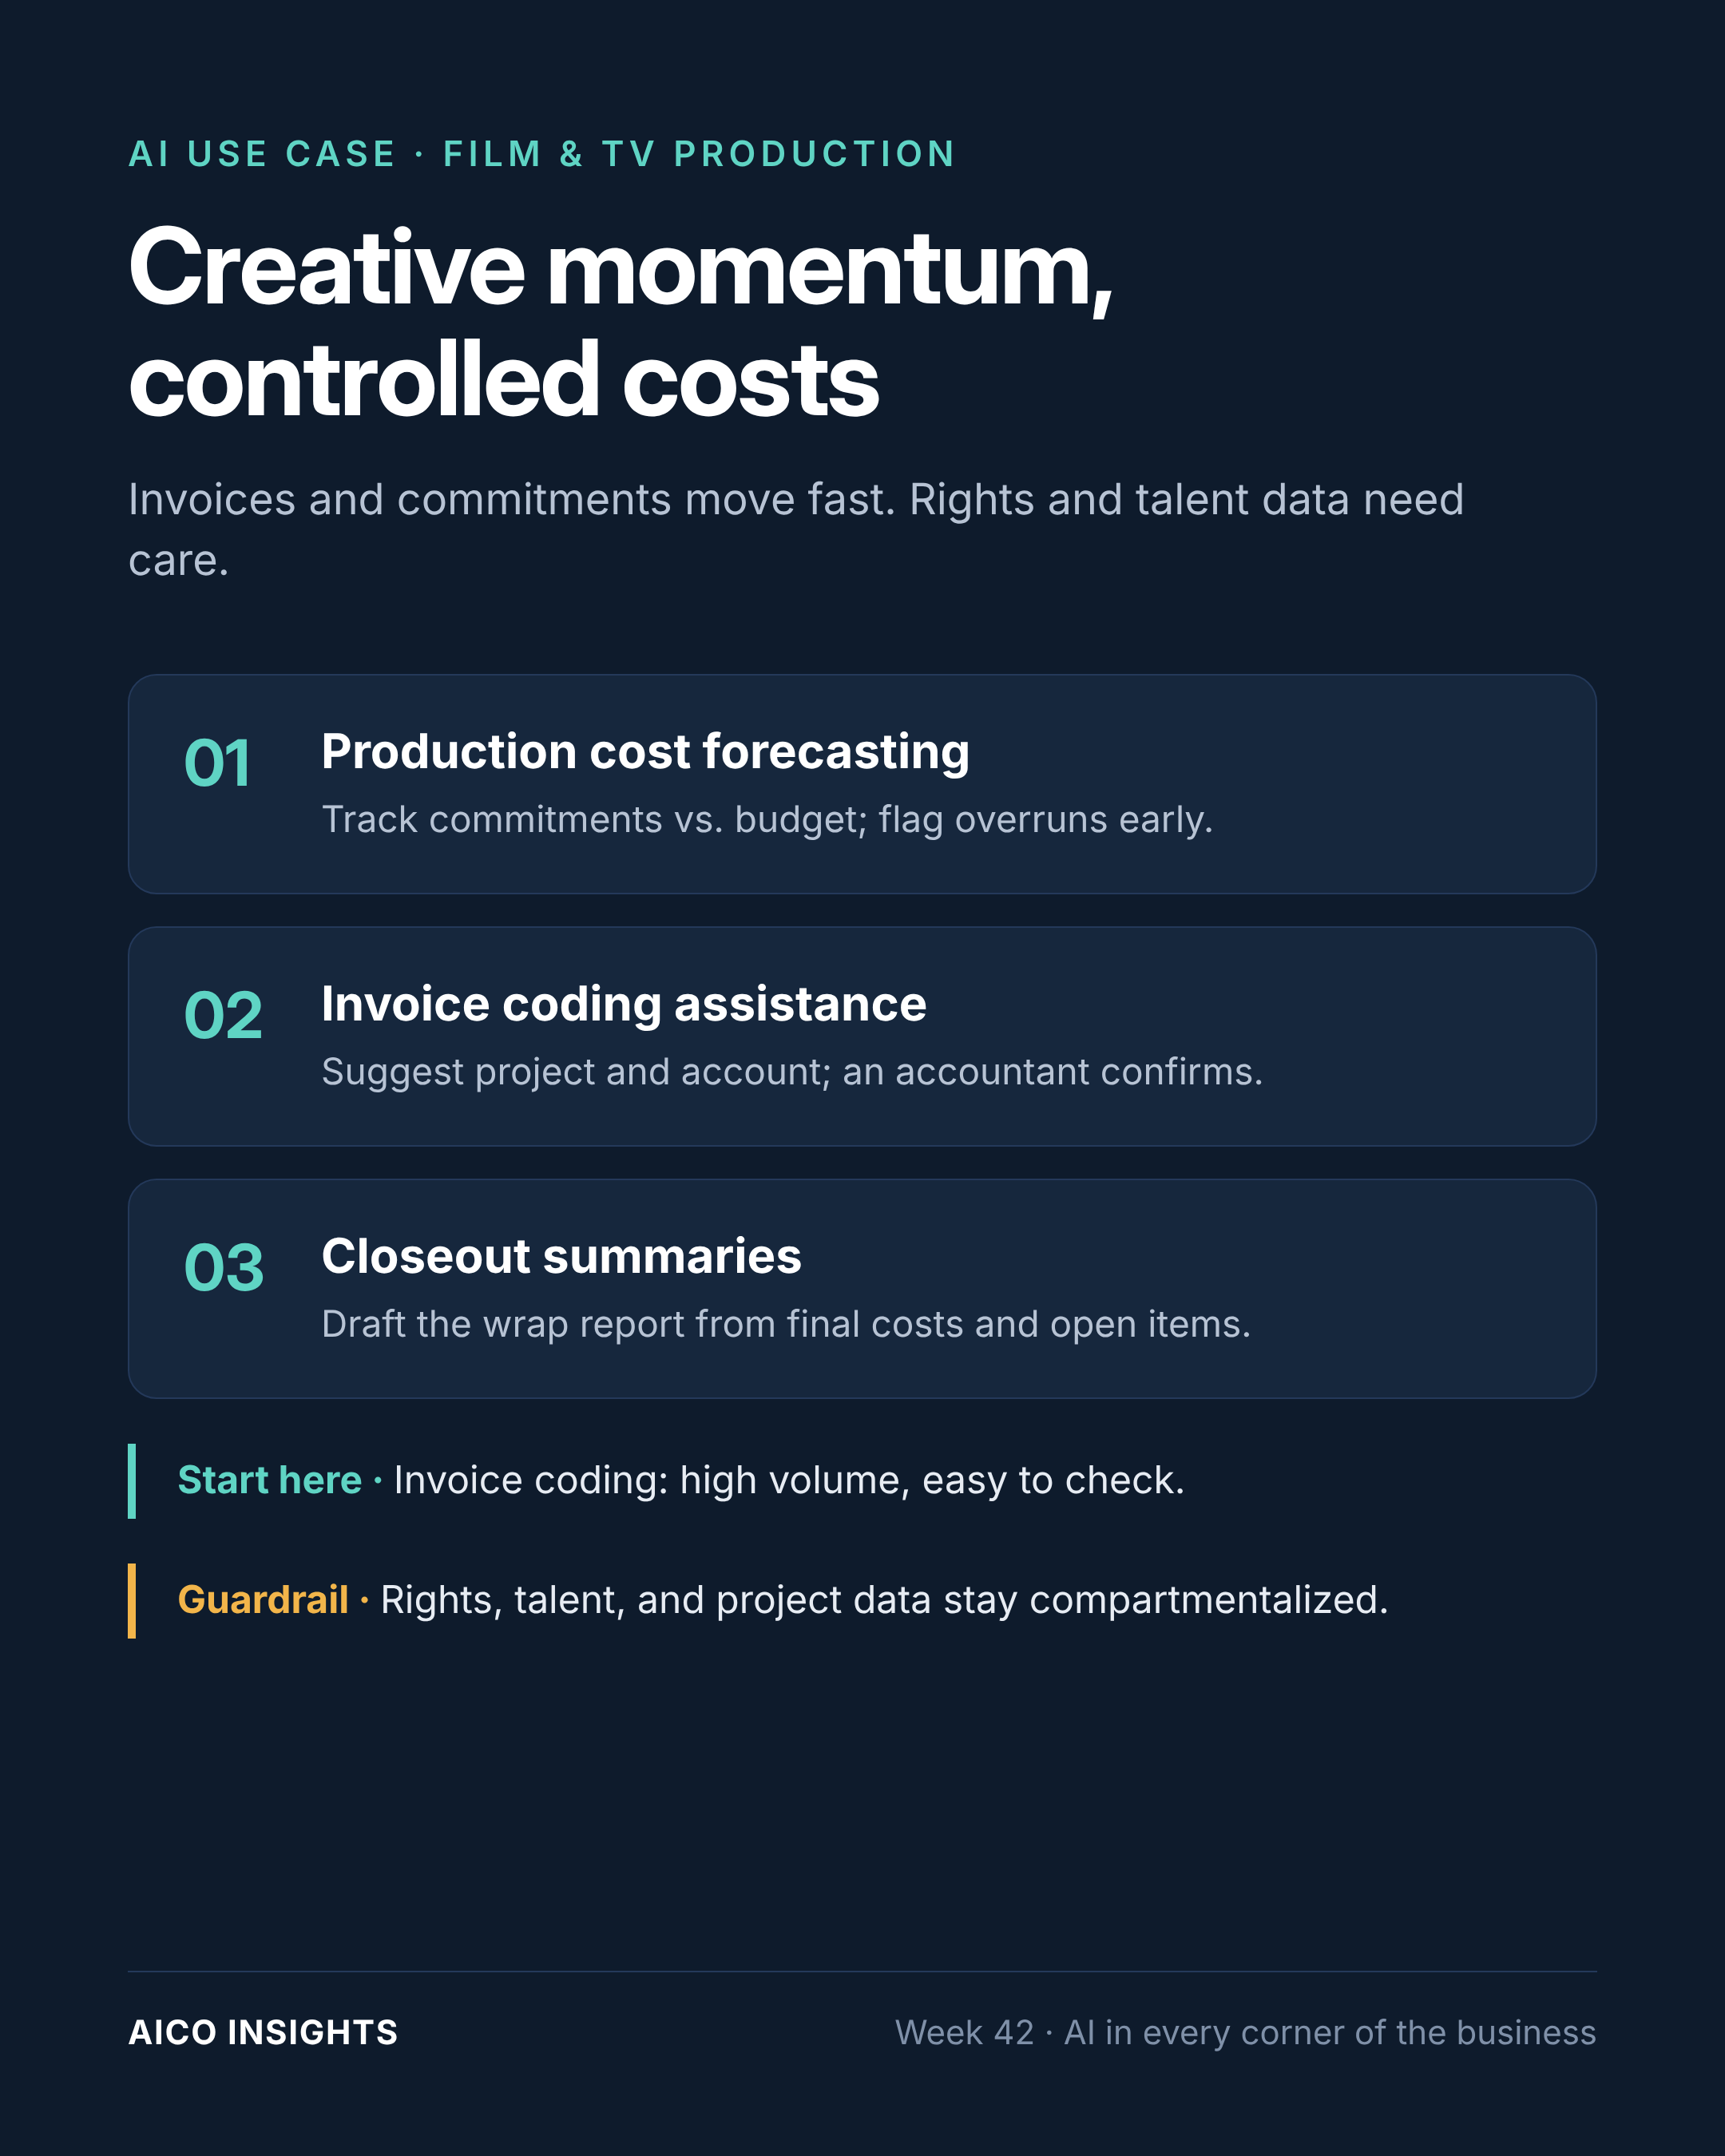 AI USE CASE · FILM & TV PRODUCTION
Creative momentum,
controlled costs
Invoices and commitments move fast. Rights and talent data need
care.
01
Production cost forecasting
Track commitments vs. budget; flag overruns early.
02
Invoice coding assistance
Suggest project and account; an accountant confirms.
03
Closeout summaries
Draft the wrap report from final costs and open items.
Start here · Invoice coding: high volume, easy to check.
Guardrail · Rights, talent, and project data stay compartmentalized.
AICO INSIGHTS
Week 42 · AI in every corner of the business